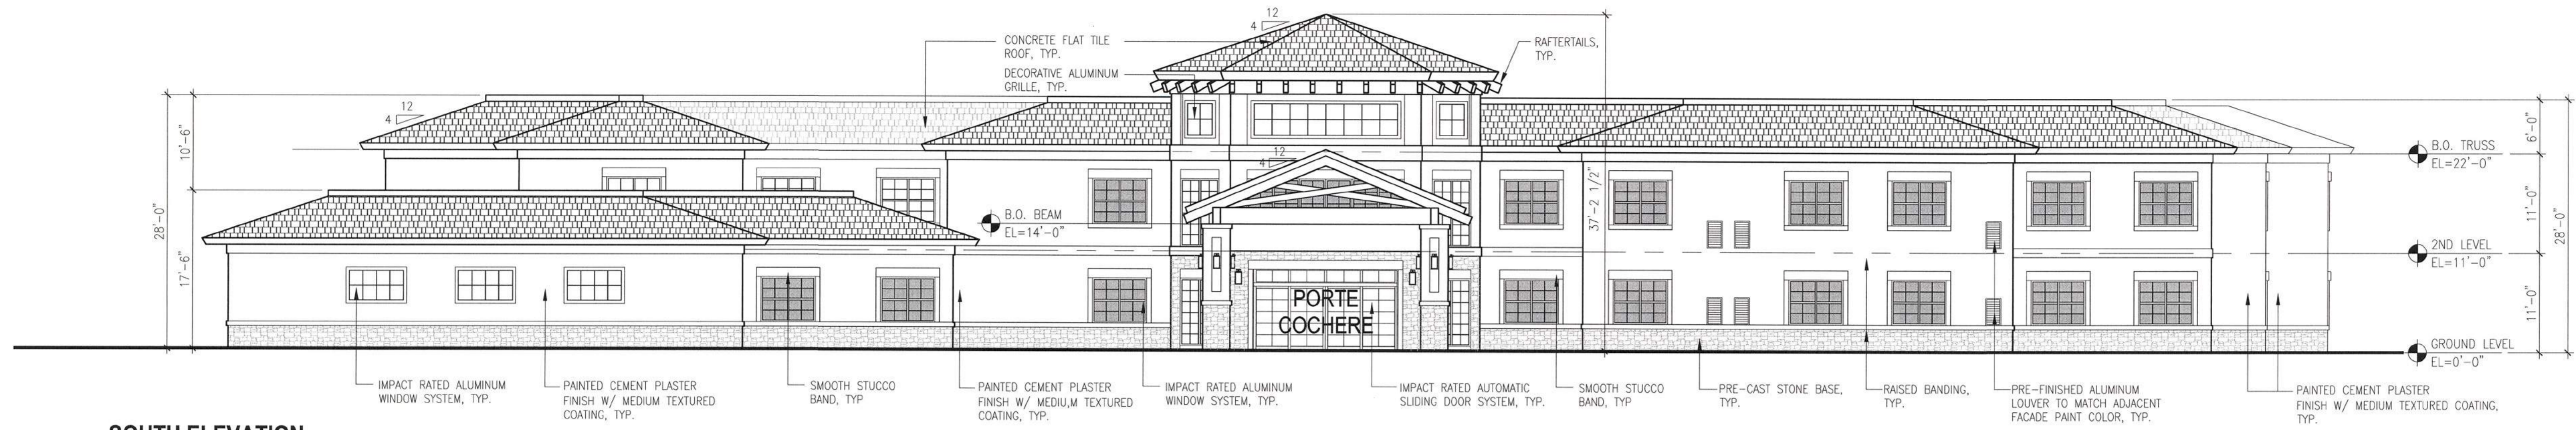 12
4
CONCRETE FLAT TILE
ROOF, TYP.
DECORATIVE ALUMINUM
GRILLE, TYP.
RAFTERTAILS,
TYP.
12
4
10'-6"
28'-0"
17'-6"
12
4
37'-2 1/2"
B.O. BEAM
EL=14'-0"
PORTE
COCHERE
6'-0"
B.O. TRUSS
EL=22'-0"
11'-0"
28'-0"
2ND LEVEL
EL=11'-0"
11'-0"
GROUND LEVEL
EL=0'-0"
IMPACT RATED ALUMINUM
WINDOW SYSTEM, TYP.
PAINTED CEMENT PLASTER
FINISH W/ MEDIUM TEXTURED
COATING, TYP.
SMOOTH STUCCO
BAND, TYP
PAINTED CEMENT PLASTER
FINISH W/ MEDIU,M TEXTURED
COATING, TYP.
IMPACT RATED ALUMINUM
WINDOW SYSTEM, TYP.
IMPACT RATED AUTOMATIC
SLIDING DOOR SYSTEM, TYP.
SMOOTH STUCCO
BAND, TYP
PRE-CAST STONE BASE,
TYP.
RAISED BANDING,
TYP.
PRE-FINISHED ALUMINUM
LOUVER TO MATCH ADJACENT
FACADE PAINT COLOR, TYP.
PAINTED CEMENT PLASTER
FINISH W/ MEDIUM TEXTURED COATING,
TYP.
SOUTH ELEVATION